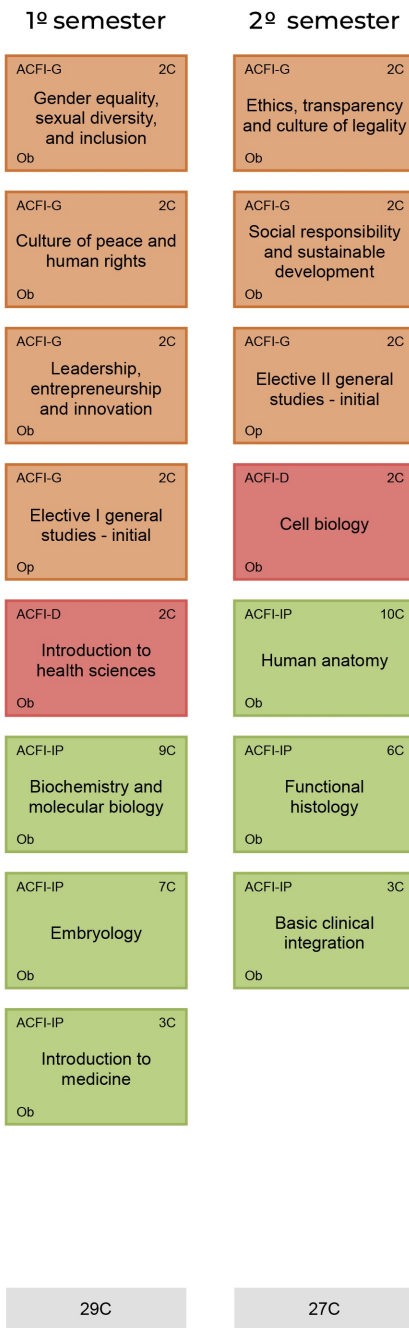 1º semester
ACFI-G 2C
Gender equality,
sexual diversity,
and inclusion
Ob
ACFI-G 2C
Culture of peace and
human rights
Ob
ACFI-G 2C
Leadership,
entrepreneurship
and innovation
Ob
ACFI-G 2C
Elective I general
studies - initial
Op
ACFI-D 2C
Introduction to
health sciences
Ob
ACFI-IP 9C
Biochemistry and
molecular biology
Ob
ACFI-IP 7C
Embryology
Ob
ACFI-IP 3C
Introduction to
medicine
Ob
29C
2º semester
ACFI-G 2C
Ethics, transparency
and culture of legality
Ob
ACFI-G 2C
Social responsibility
and sustainable
development
Ob
ACFI-G 2C
Elective II general
studies - initial
Op
ACFI-D 2C
Cell biology
Ob
ACFI-IP 10C
Human anatomy
Ob
ACFI-IP 6C
Functional
histology
Ob
ACFI-IP 3C
Basic clinical
integration
Ob
27C